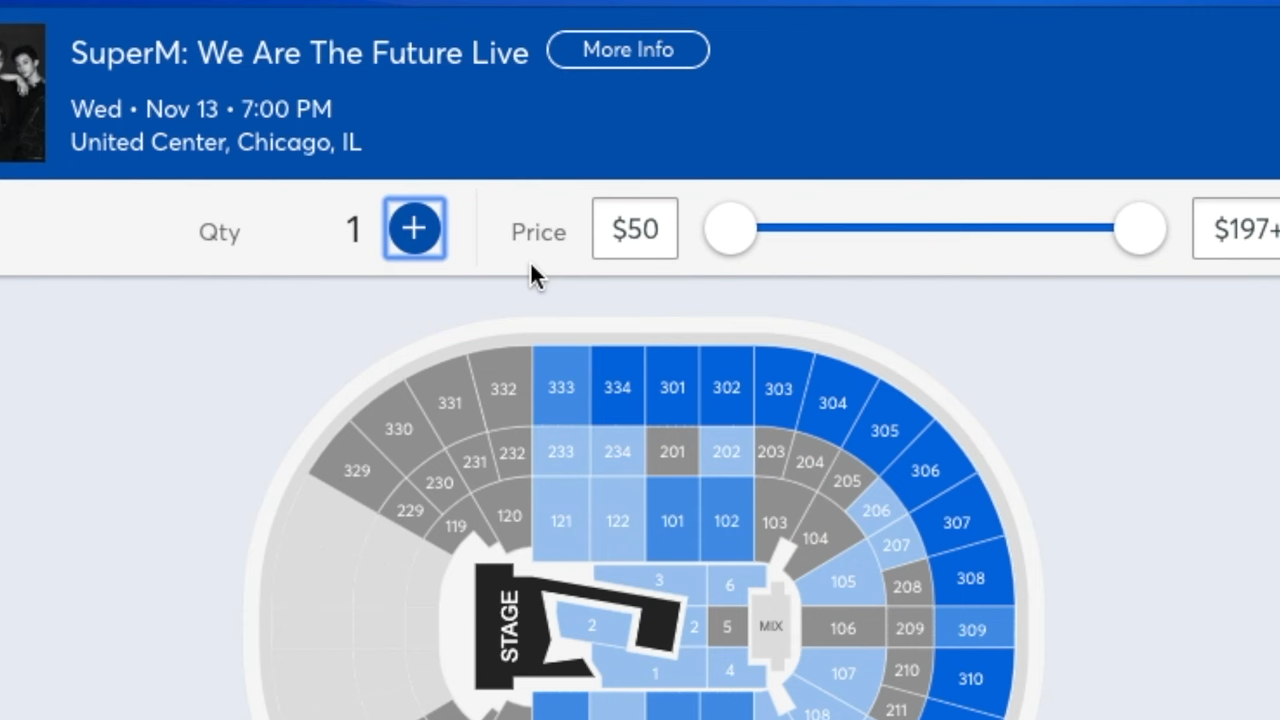 SuperM: We Are The Future Live
More Info
Wed • Nov 13 • 7:00 PM
United Center, Chicago, IL
Qty 1 + Price $50 $197+
333 334 301 302 303
332 304
331 305
330 306
329 307
308
309
310
233 234 201 202 203
232 204
231 205
230 206
229 207
208
209
210
211
121 122 101 102 103
120 104
119 105
106
107
108
3 6
2 2 5
1 4
STAGE
MIX